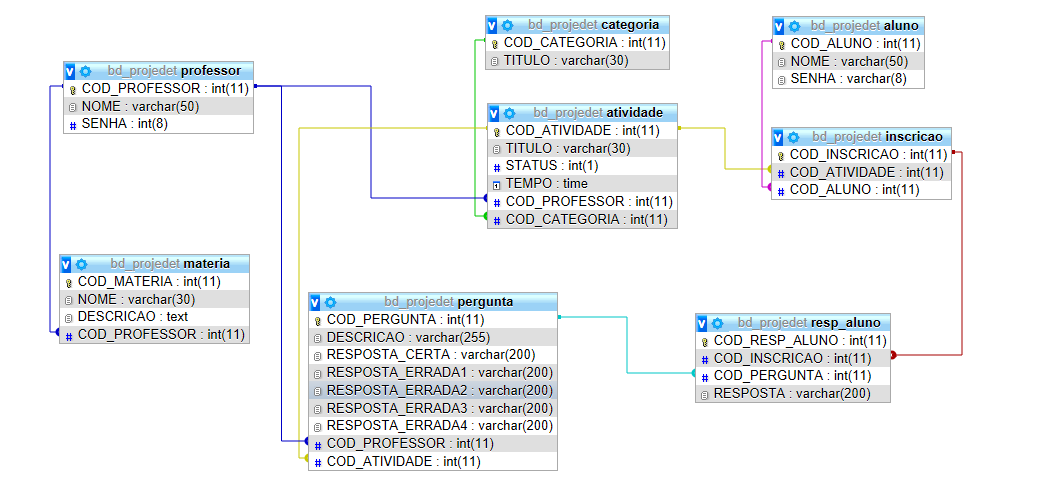 bd_projedet categoria
COD_CATEGORIA : int(11)
TITULO : varchar(30)
bd_projedet aluno
COD_ALUNO : int(11)
NOME : varchar(50)
SENHA : varchar(8)
bd_projedet professor
COD_PROFESSOR : int(11)
NOME : varchar(50)
# SENHA : int(8)
bd_projedet atividade
COD_ATIVIDADE : int(11)
TITULO : varchar(30)
# STATUS : int(1)
TEMPO : time
# COD_PROFESSOR : int(11)
# COD_CATEGORIA : int(11)
bd_projedet inscricao
COD_INSCRICAO : int(11)
# COD_ATIVIDADE : int(11)
# COD_ALUNO : int(11)
bd_projedet materia
COD_MATERIA : int(11)
NOME : varchar(30)
DESCRICAO : text
# COD_PROFESSOR : int(11)
bd_projedet pergunta
COD_PERGUNTA : int(11)
DESCRICAO : varchar(255)
RESPOSTA_CERTA : varchar(200)
RESPOSTA_ERRADA1 : varchar(200)
RESPOSTA_ERRADA2 : varchar(200)
RESPOSTA_ERRADA3 : varchar(200)
RESPOSTA_ERRADA4 : varchar(200)
# COD_PROFESSOR : int(11)
# COD_ATIVIDADE : int(11)
bd_projedet resp_aluno
COD_RESP_ALUNO : int(11)
# COD_INSCRICAO : int(11)
# COD_PERGUNTA : int(11)
RESPOSTA : varchar(200)